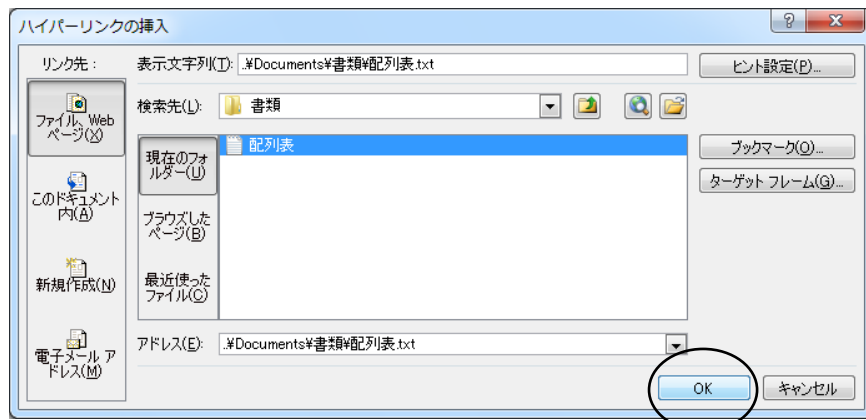 ハイパーリンクの挿入
リンク先：
表示文字列(T): .¥Documents¥書類¥配列表.txt
ヒント設定(P)...
ファイル、Web
ページ(X)
検索先(L): 書類
現在のフォ
ルダー(U)
配列表
ブックマーク(O)...
ターゲット フレーム(G)...
このドキュメント
内(A)
ブラウズした
ページ(B)
新規作成(N)
最近使った
ファイル(C)
電子メール ア
ドレス(M)
アドレス(E): .¥Documents¥書類¥配列表.txt
OK
キャンセル